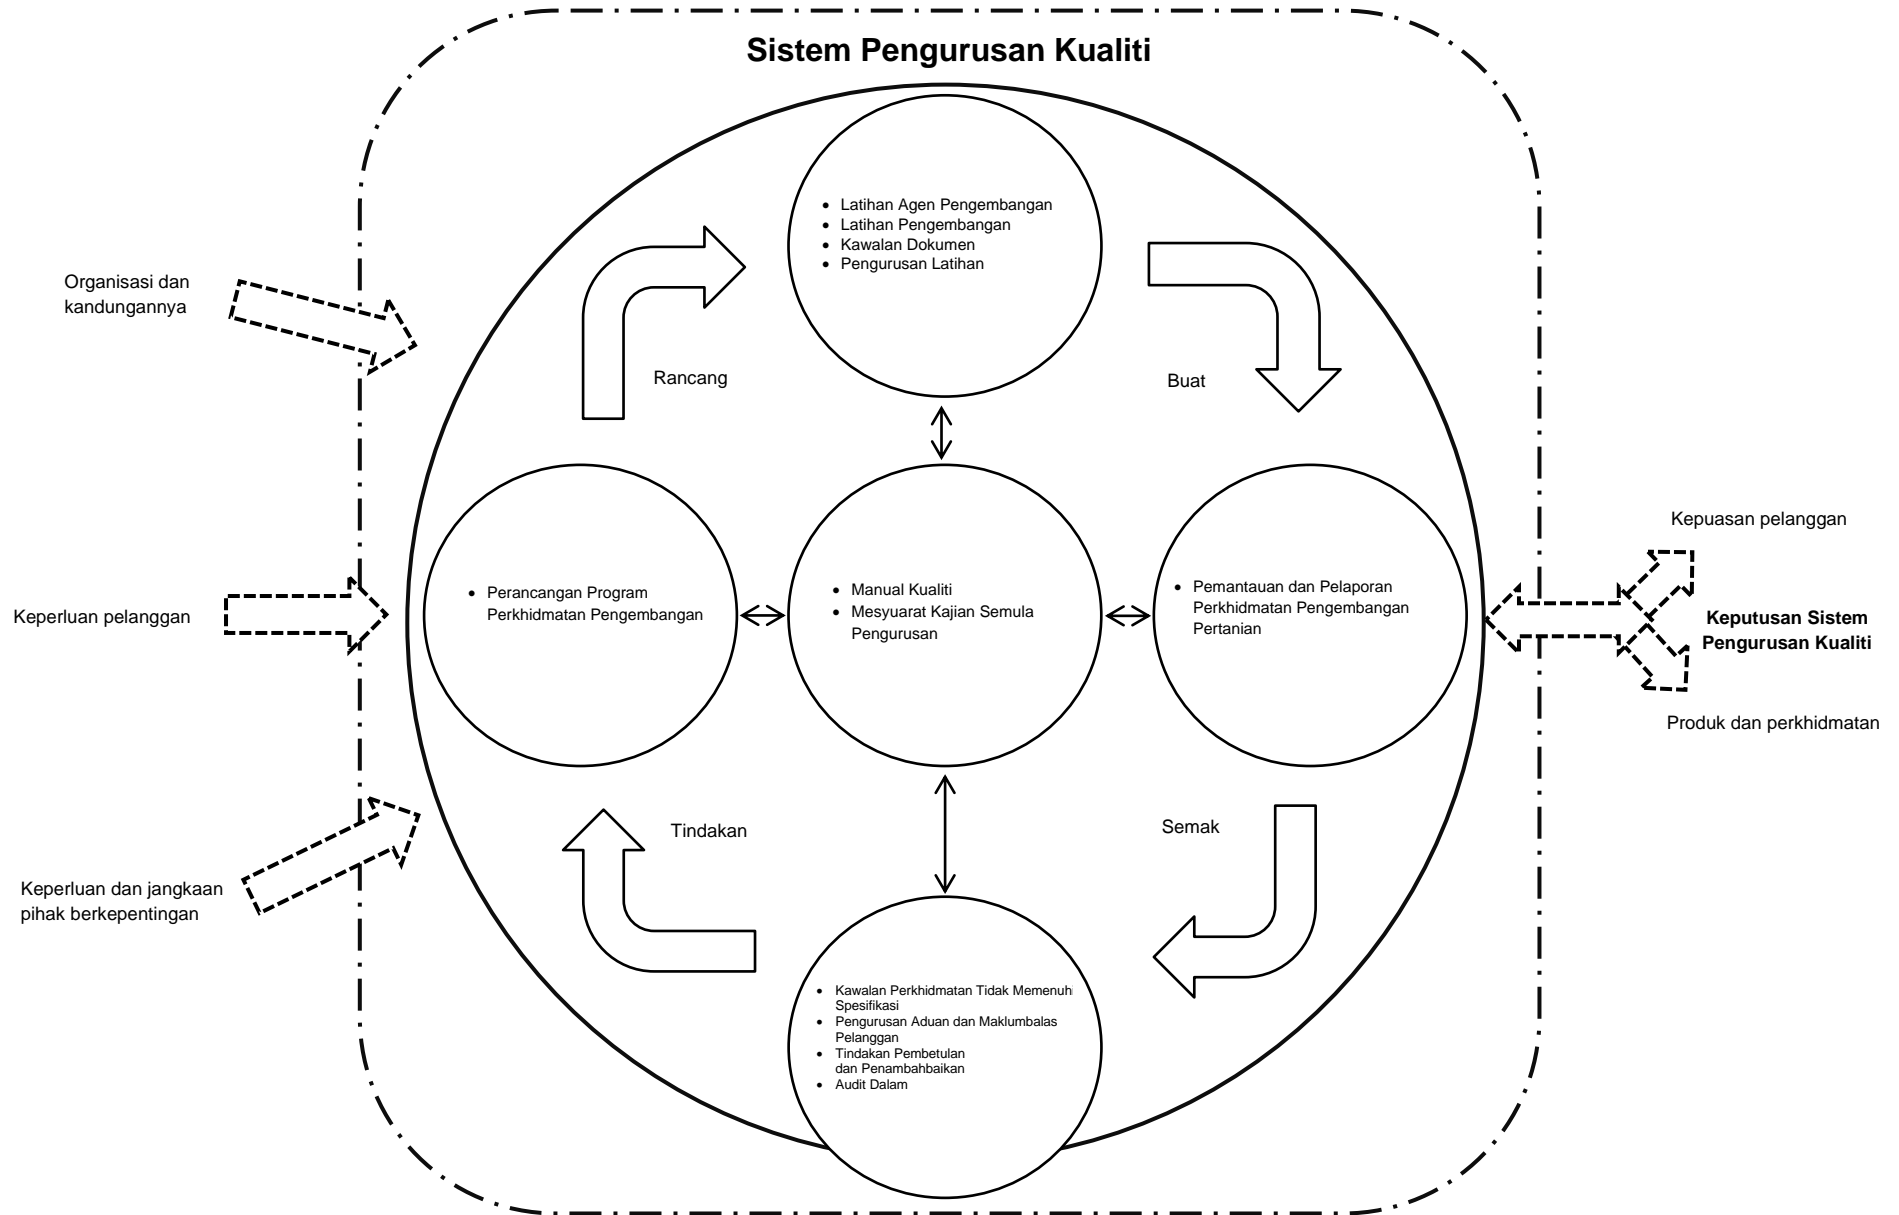 Sistem Pengurusan Kualiti
• Latihan Agen Pengembangan
• Latihan Pengembangan
• Kawalan Dokumen
• Pengurusan Latihan
Organisasi dan
kandungannya
Rancang
Buat
Kepuasan pelanggan
• Perancangan Program
Perkhidmatan Pengembangan
• Manual Kualiti
• Mesyuarat Kajian Semula
Pengurusan
• Pemantauan dan Pelaporan
Perkhidmatan Pengembangan
Pertanian
Keperluan pelanggan
Keputusan Sistem
Pengurusan Kualiti
Produk dan perkhidmatan
Tindakan
Semak
Keperluan dan jangkaan
pihak berkepentingan
• Kawalan Perkhidmatan Tidak Memenuhi
Spesifikasi
• Pengurusan Aduan dan Maklumbalas
Pelanggan
• Tindakan Pembetulan
dan Penambahbaikan
• Audit Dalam